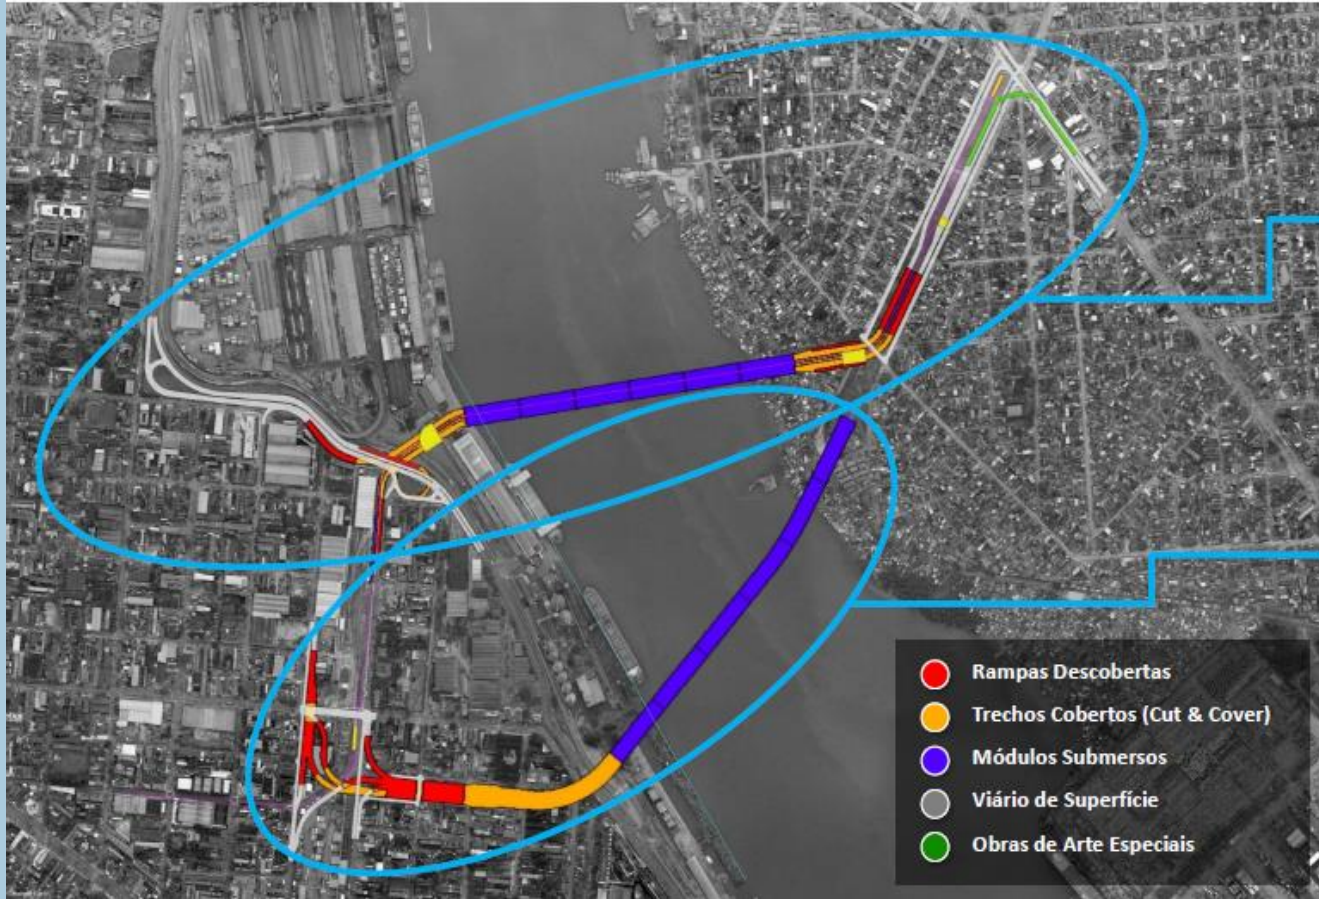 Rampas Descobertas
Trechos Cobertos (Cut & Cover)
Módulos Submersos
Viário de Superfície
Obras de Arte Especiais